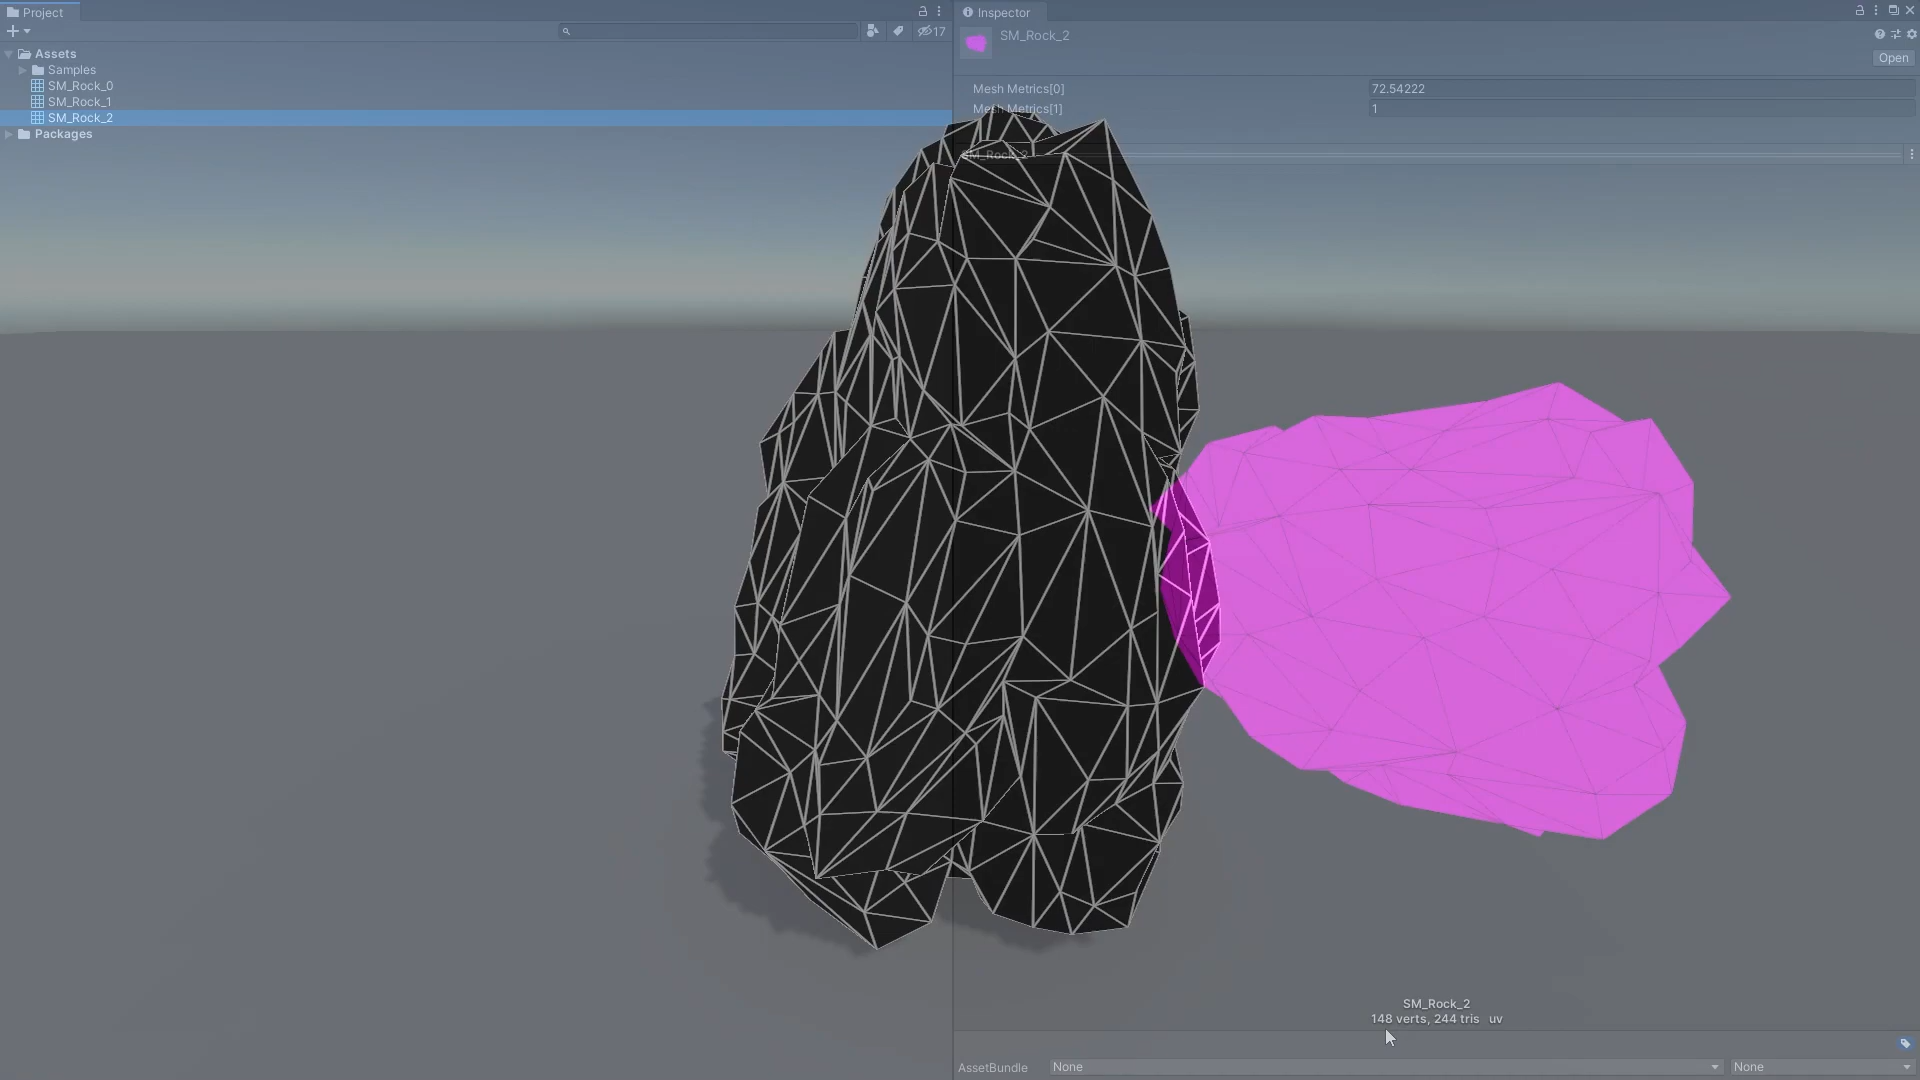 Project
17
Assets
Samples
SM_Rock_0
SM_Rock_1
SM_Rock_2
Packages
Inspector
SM_Rock_2
Open
Mesh Metrics[0]
72.54222
Mesh Metrics[1]
1
SM_Rock_2
SM_Rock_2
148 verts, 244 tris uv
AssetBundle
None
None